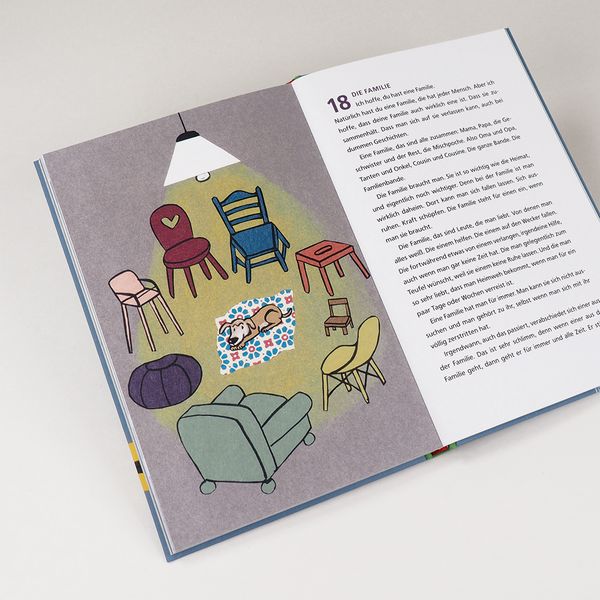 18 DIE FAMILIE
Ich hoffe, du hast eine Familie.
Natürlich hast du eine Familie, die hat jeder Mensch. Aber ich
hoffe, dass deine Familie auch wirklich eine ist. Dass sie zu-
sammenhält. Dass man sich auf sie verlassen kann, auch bei
dummen Geschichten.
Eine Familie, das sind alle zusammen: Mama, Papa, die Ge-
schwister und der Rest, die Mischpoche. Also Oma und Opa,
Tanten und Onkel, Cousin und Cousine. Die ganze Bande. Die
Familienbande.
Die Familie braucht man. Sie ist so wichtig wie die Heimat,
und eigentlich noch wichtiger. Denn bei der Familie ist man
wirklich daheim. Dort kann man sich fallen lassen. Sich aus-
ruhen. Kraft schöpfen. Die Familie steht für einen ein, wenn
man sie braucht.
Die Familie, das sind Leute, die man liebt. Von denen man
alles weiß. Die einem helfen. Die einem auf den Wecker fallen.
Die fortwährend etwas von einem verlangen, irgendeine Hilfe,
auch wenn man gar keine Zeit hat. Die man gelegentlich zum
Teufel wünscht, weil sie einem keine Ruhe lassen. Und die man
so sehr liebt, dass man Heimweh bekommt, wenn man für ein
paar Tage oder Wochen verreist ist.
Eine Familie hat man für immer. Man kann sie sich nicht aus-
suchen und man gehört zu ihr, selbst wenn man sich mit ihr
völlig zerstritten hat.
Irgendwann, auch das passiert, verabschiedet sich einer aus
der Familie. Das ist sehr schlimm, denn wenn einer aus d
Familie geht, dann geht er für immer und alle Zeit. Er st